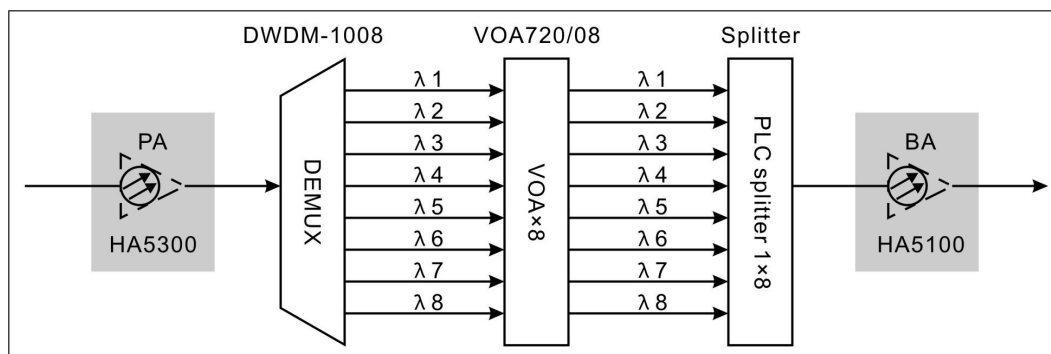 DWDM-1008
VOA720/08
Splitter
PA
HA5300
DEMUX
λ 1
λ 2
λ 3
λ 4
λ 5
λ 6
λ 7
λ 8
VOA×8
λ 1
λ 2
λ 3
λ 4
λ 5
λ 6
λ 7
λ 8
PLC splitter 1×8
BA
HA5100